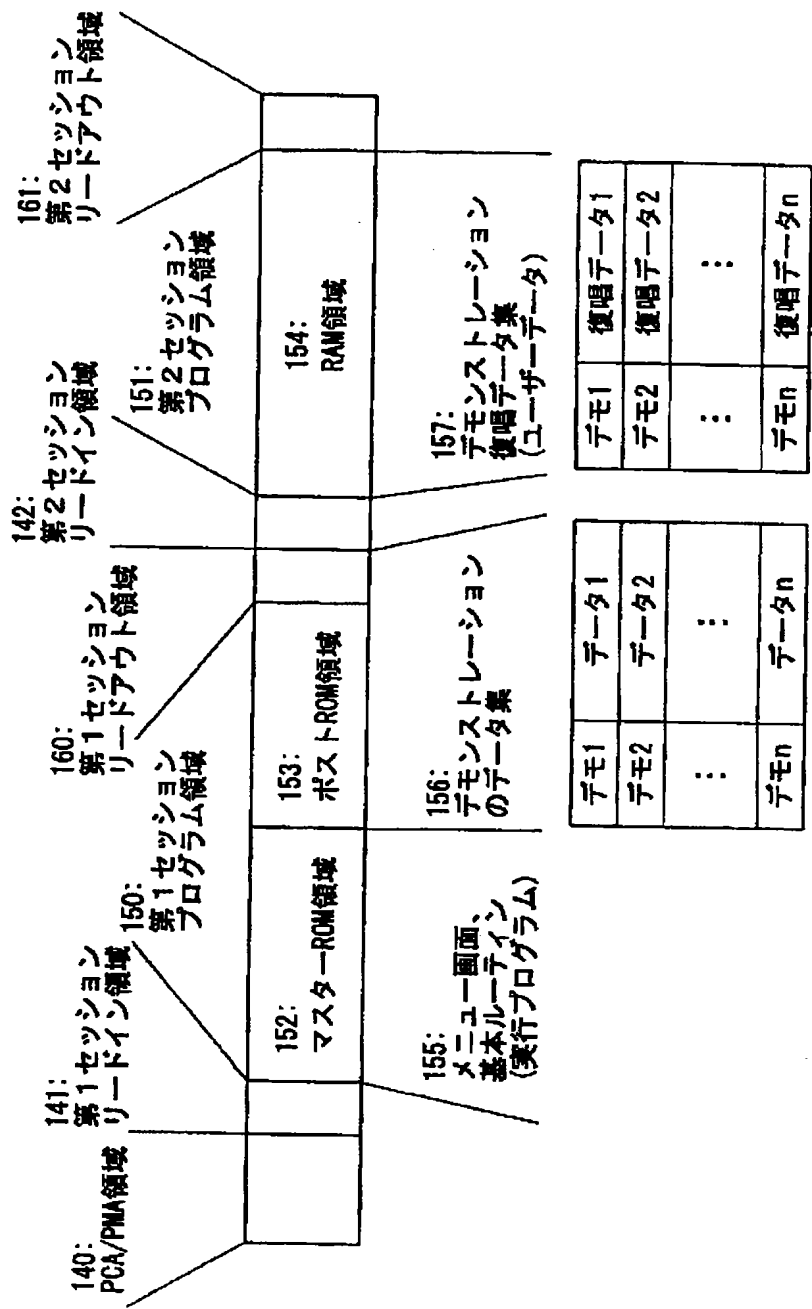 140:
PCA/PMA領域
141:
第１セッション
リードイン領域
150:
第１セッション
プログラム領域
160:
第１セッション
リードアウト領域
142:
第２セッション
リードイン領域
151:
第２セッション
プログラム領域
161:
第２セッション
リードアウト領域
152:
マスターROM領域
153:
ポストROM領域
154:
RAM領域
155:
メニュー画面、
基本ルーティン
(実行プログラム)
156:
デモンストレーション
のデータ集
157:
デモンストレーション
復唱データ集
(ユーザーデータ)
デモ1 データ1
デモ2 データ2
⋮ ⋮
デモn データn
デモ1 復唱データ1
デモ2 復唱データ2
⋮ ⋮
デモn 復唱データn